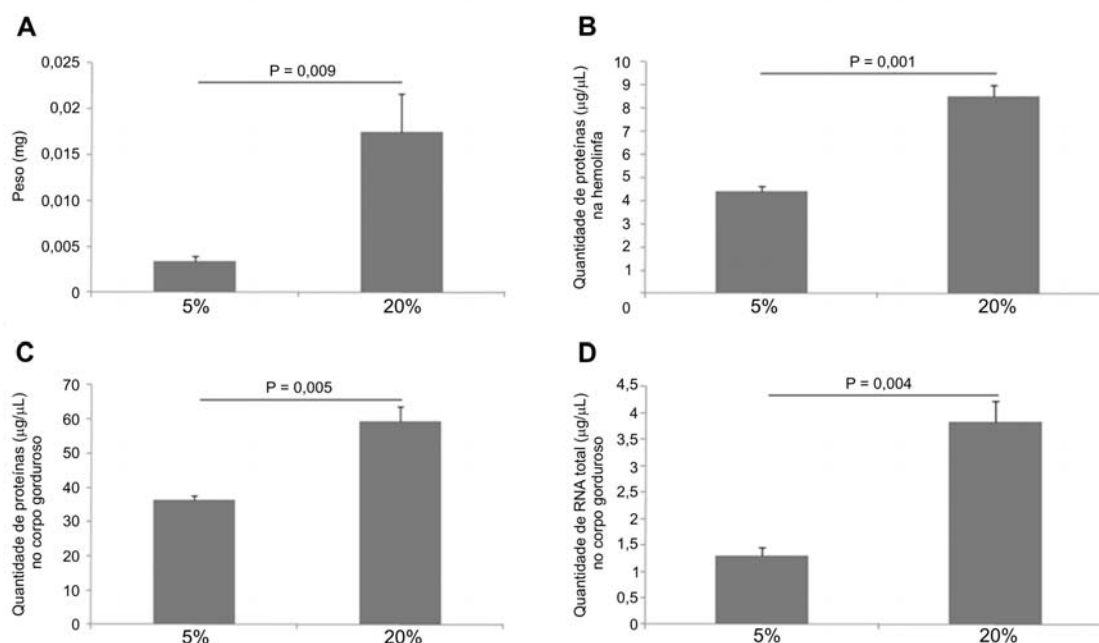 A
0,025
0,02
0,015
0,010
0,005
0
Peso (mg)
P = 0,009
5%
20%
B
10
9
8
7
6
5
4
3
2
1
0
Quantidade de proteínas (µg/µL)
na hemolinfa
P = 0,001
5%
20%
C
70
60
50
40
30
20
10
0
Quantidade de proteínas (µg/µL)
no corpo gorduroso
P = 0,005
5%
20%
D
4,5
4
3,5
3
2,5
2
1,5
1
0,5
0
Quantidade de RNA total (µg/µL)
no corpo gorduroso
P = 0,004
5%
20%